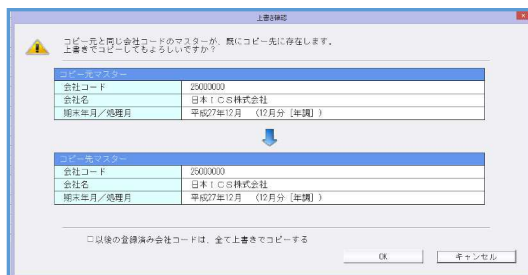 上書き確認
コピー元と同じ会社コードのマスターが、既にコピー先に存在します。
上書きでコピーしてもよろしいですか？
コピー元マスター
会社コード 25000000
会社名 日本ＩＣＳ株式会社
期末年月／処理月 平成27年12月 （12月分［年調］）
コピー先マスター
会社コード 25000000
会社名 日本ＩＣＳ株式会社
期末年月／処理月 平成27年12月 （12月分［年調］）
□以後の登録済み会社コードは、全て上書きでコピーする
OK キャンセル